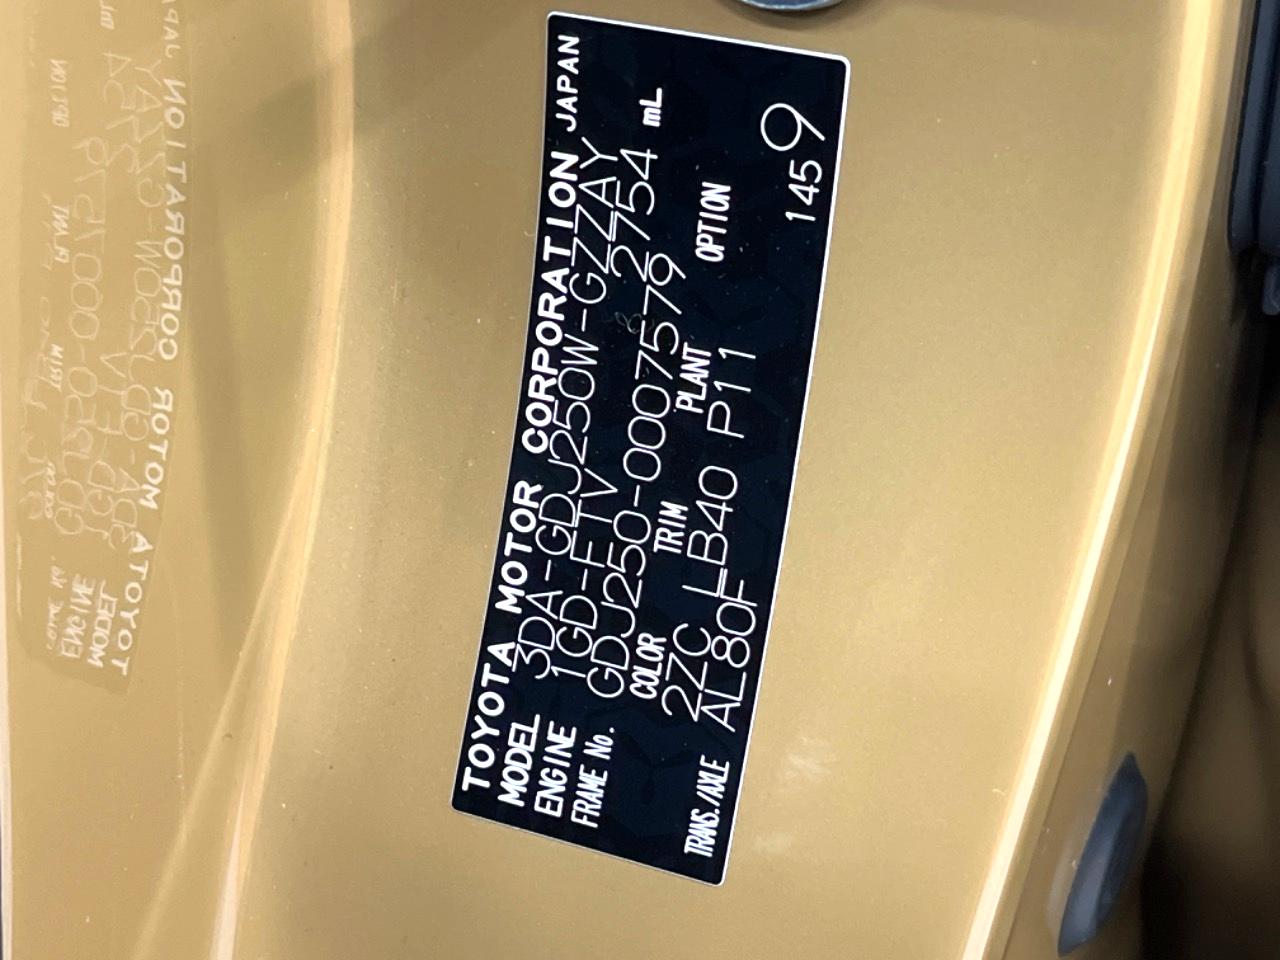 TOYOTA MOTOR CORPORATION JAPAN
MODEL 3DA-GDJ250W-GZZAY
ENGINE 1GD-FTV 2754 mL
FRAME No. GDJ250-0007579
COLOR TRIM PLANT OPTION
2ZC LB40 P11
TRANS./AXLE AL80F 1459